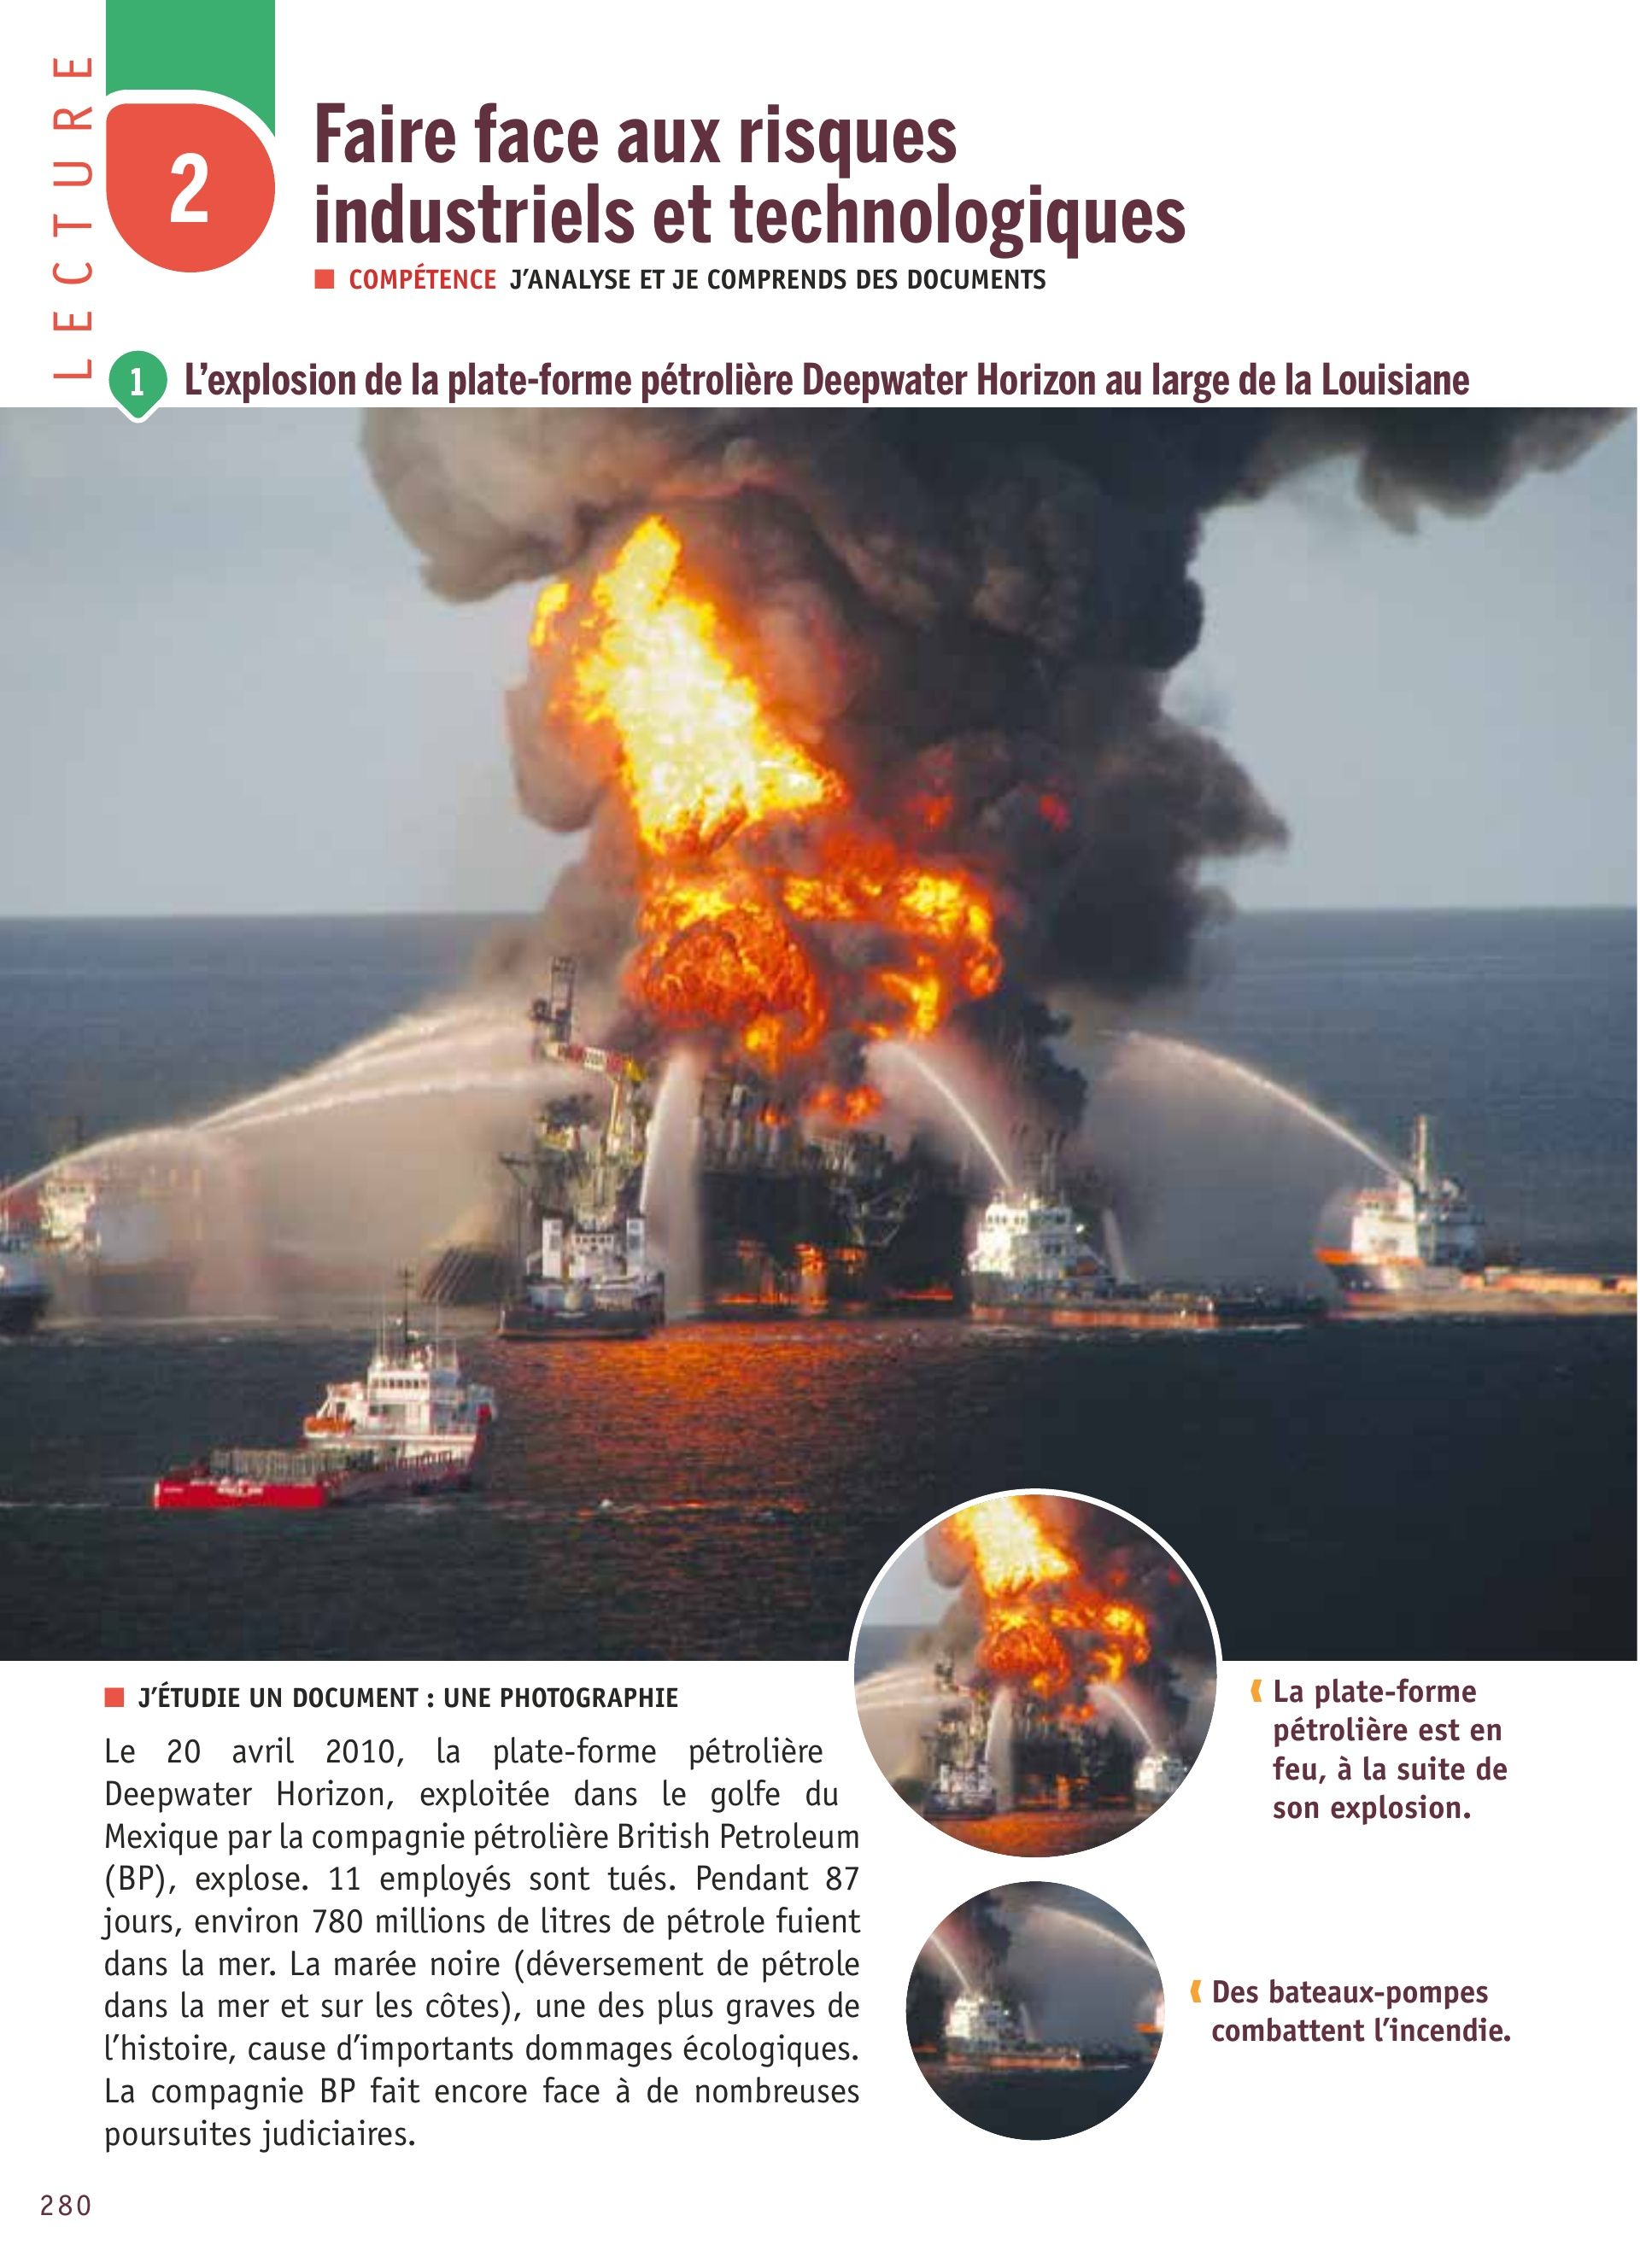 LECTURE
2
Faire face aux risques
industriels et technologiques
COMPÉTENCE J'ANALYSE ET JE COMPRENDS DES DOCUMENTS
1 L'explosion de la plate-forme pétrolière Deepwater Horizon au large de la Louisiane
J'ÉTUDIE UN DOCUMENT : UNE PHOTOGRAPHIE
Le 20 avril 2010, la plate-forme pétrolière
Deepwater Horizon, exploitée dans le golfe du
Mexique par la compagnie pétrolière British Petroleum
(BP), explose. 11 employés sont tués. Pendant 87
jours, environ 780 millions de litres de pétrole fuient
dans la mer. La marée noire (déversement de pétrole
dans la mer et sur les côtes), une des plus graves de
l'histoire, cause d'importants dommages écologiques.
La compagnie BP fait encore face à de nombreuses
poursuites judiciaires.
La plate-forme
pétrolière est en
feu, à la suite de
son explosion.
Des bateaux-pompes
combattent l'incendie.
280